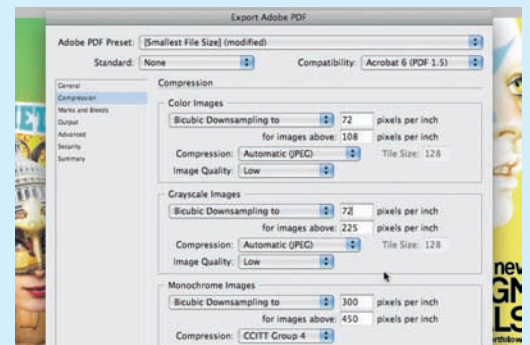 Export Adobe PDF
Adobe PDF Preset: [Smallest File Size] (modified)
Standard: None Compatibility: Acrobat 6 (PDF 1.5)
General
Compression
Marks and Bleeds
Output
Advanced
Security
Summary
Compression
Color Images
Bicubic Downsampling to 72 pixels per inch
for images above: 108 pixels per inch
Compression: Automatic (JPEG) Tile Size: 128
Image Quality: Low
Grayscale Images
Bicubic Downsampling to 72 pixels per inch
for images above: 225 pixels per inch
Compression: Automatic (JPEG) Tile Size: 128
Image Quality: Low
Monochrome Images
Bicubic Downsampling to 300 pixels per inch
for images above: 450 pixels per inch
Compression: CCITT Group 4
ET
new
GN
LS